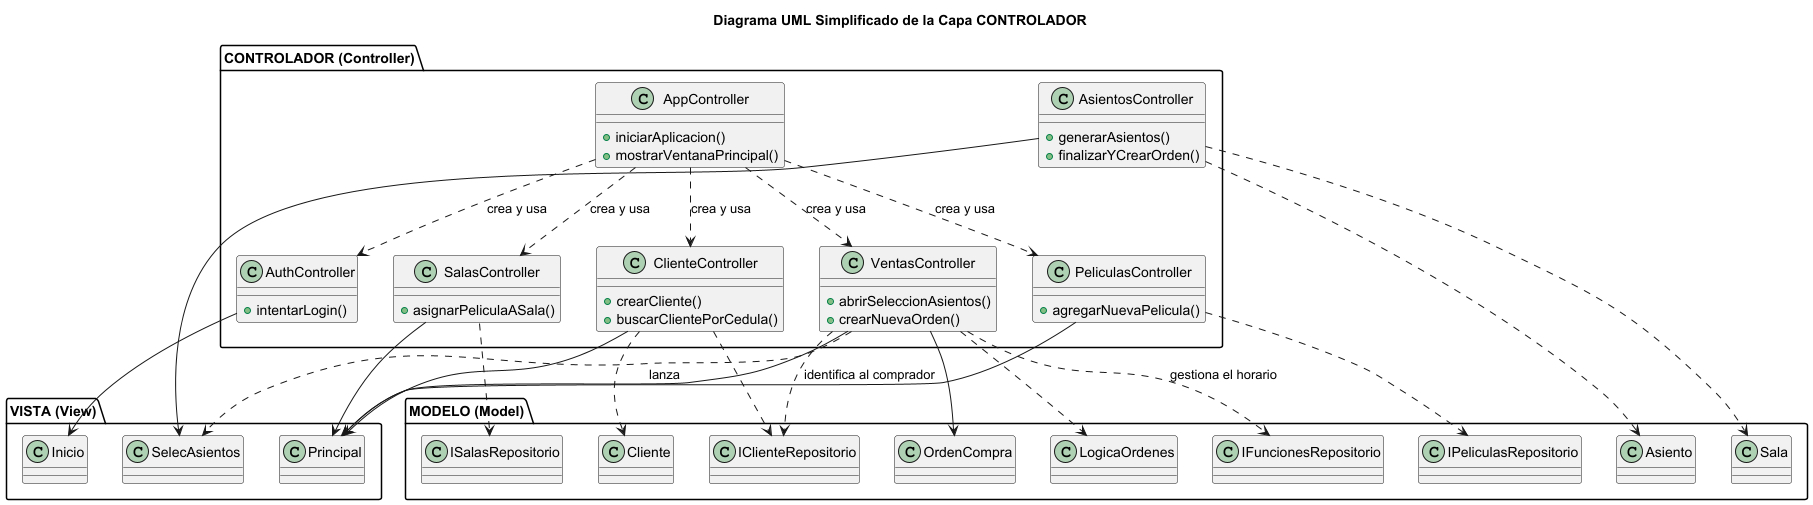 Diagrama UML Simplificado de la Capa CONTROLADOR
CONTROLADOR (Controller)
C AppController
iniciarAplicacion()
mostrarVentanaPrincipal()
C AsientosController
generarAsientos()
finalizarYCrearOrden()
crea y usa
crea y usa
crea y usa
crea y usa
crea y usa
C AuthController
intentarLogin()
C SalasController
asignarPeliculaASala()
C ClienteController
crearCliente()
buscarClientePorCedula()
C VentasController
abrirSeleccionAsientos()
crearNuevaOrden()
C PeliculasController
agregarNuevaPelicula()
lanza
identifica al comprador
gestiona el horario
VISTA (View)
C Inicio
C SelecAsientos
C Principal
MODELO (Model)
C ISalasRepositorio
C Cliente
C IClienteRepositorio
C OrdenCompra
C LogicaOrdenes
C IFuncionesRepositorio
C IPeliculasRepositorio
C Asiento
C Sala